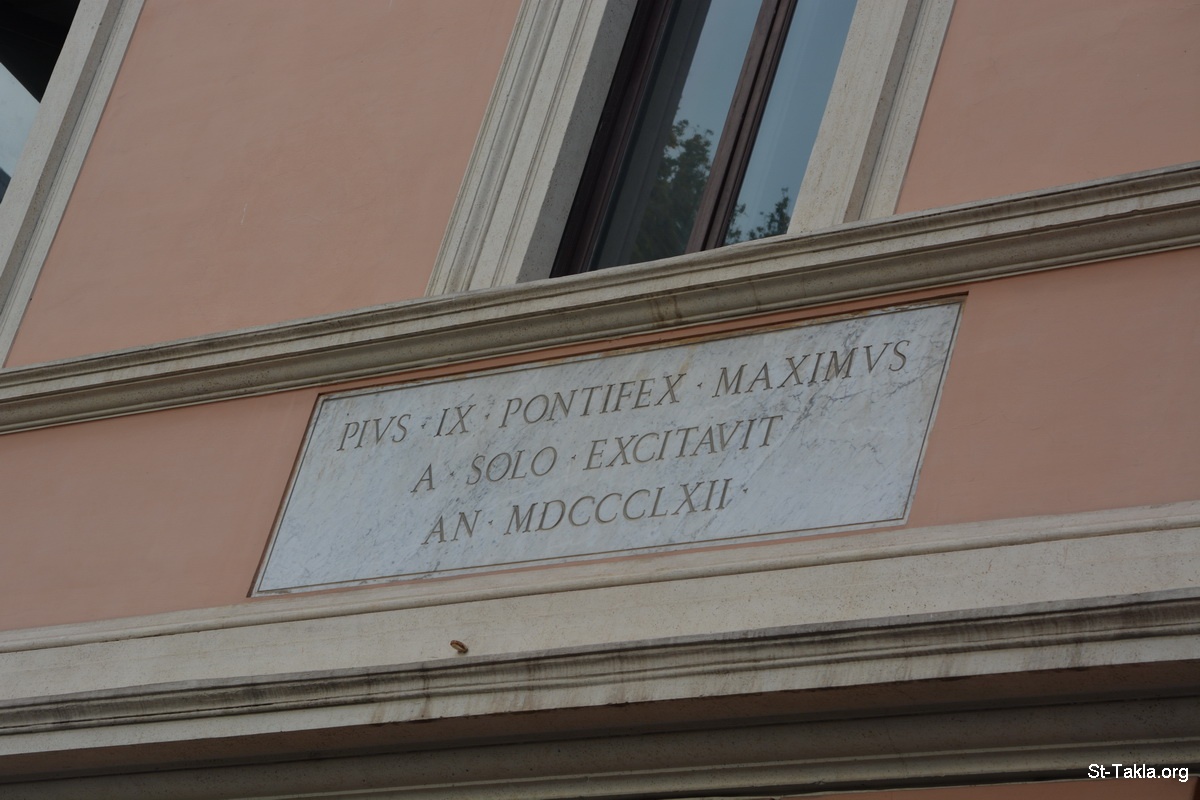 PIVS · IX · PONTIFEX · MAXIMVS
A · SOLO · EXCITAVIT
AN · MDCCCLXII ·
St-Takla.org